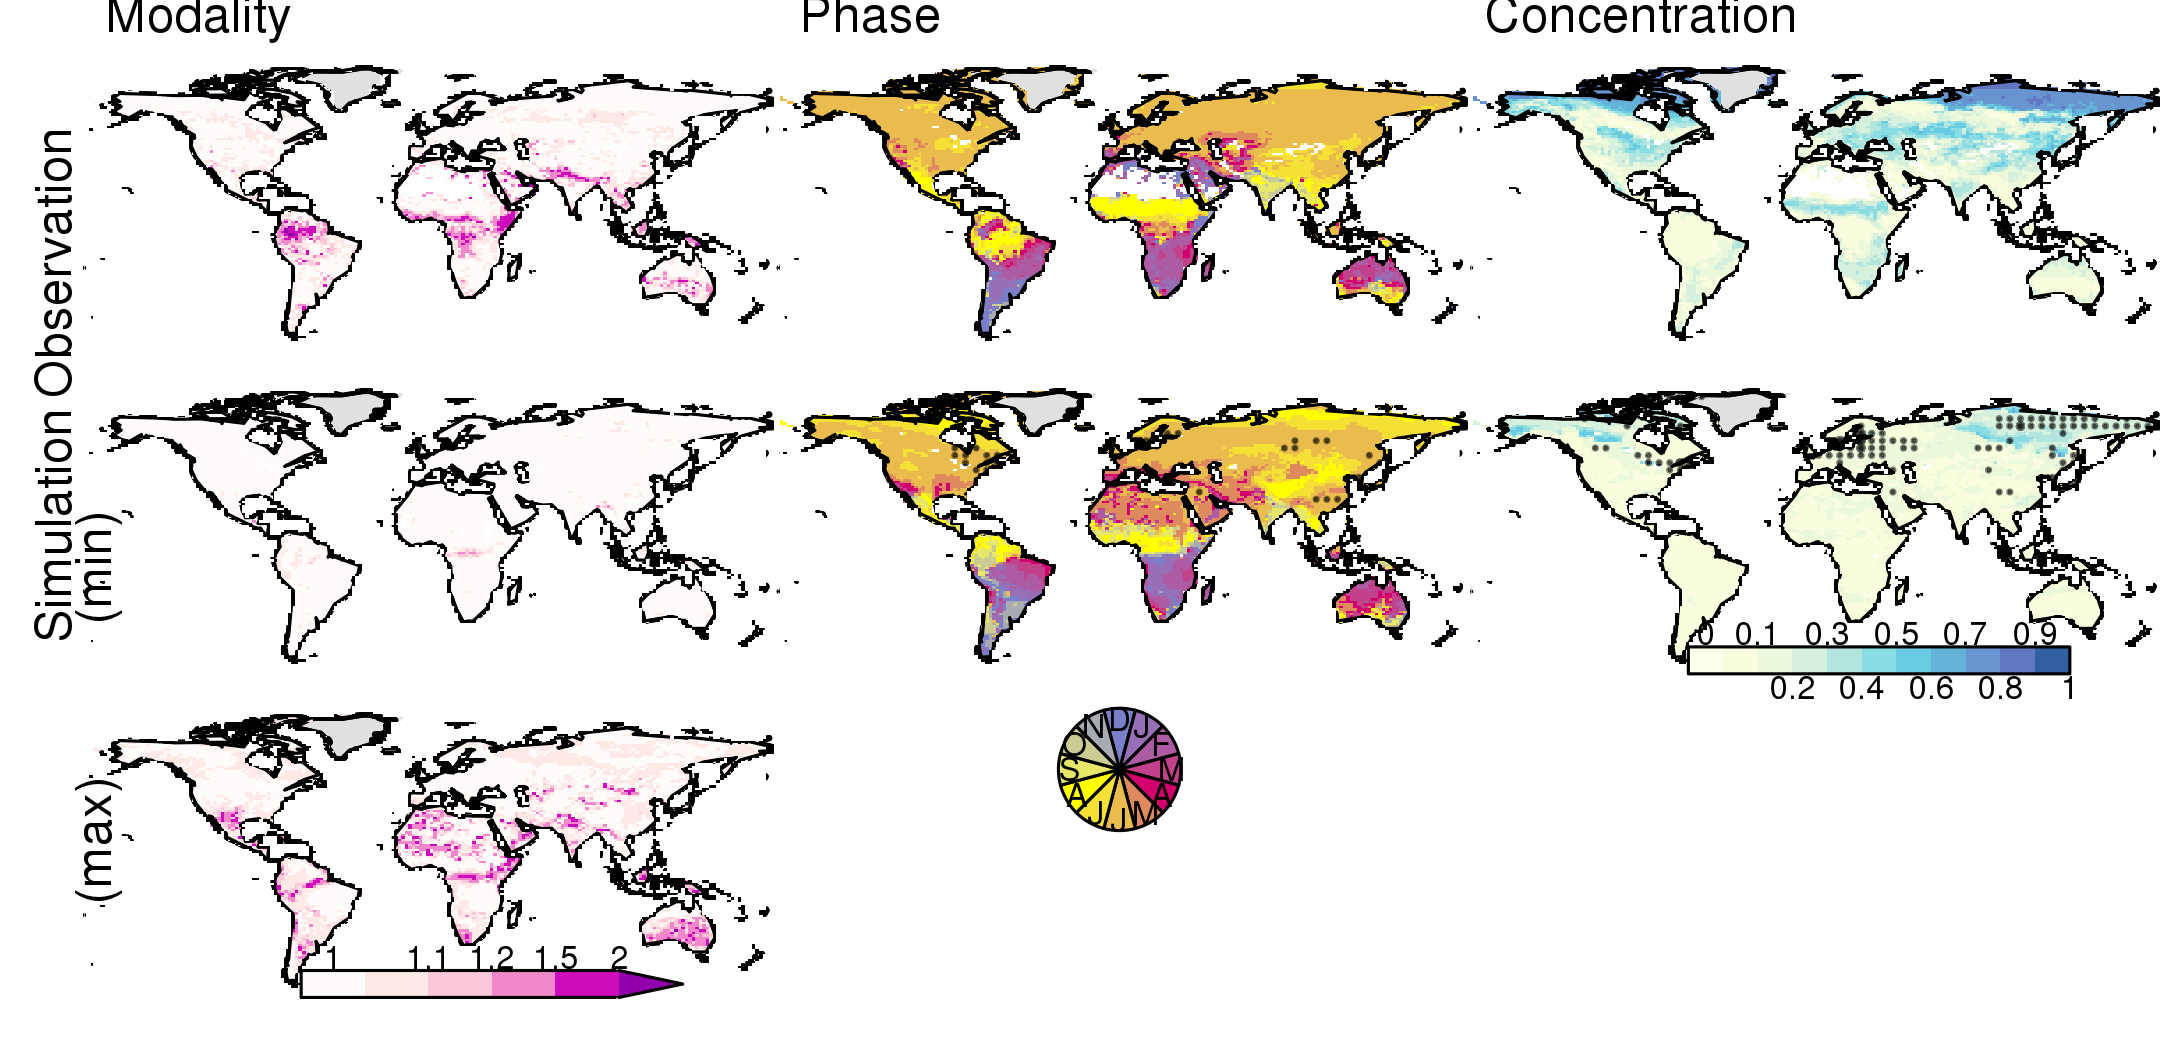 Modality
Phase
Concentration
Observation
Simulation
(min)
(max)
0 0.1 0.3 0.5 0.7 0.9
0.2 0.4 0.6 0.8 1
N D J F M A M J J A S O
1 1.1 1.2 1.5 2